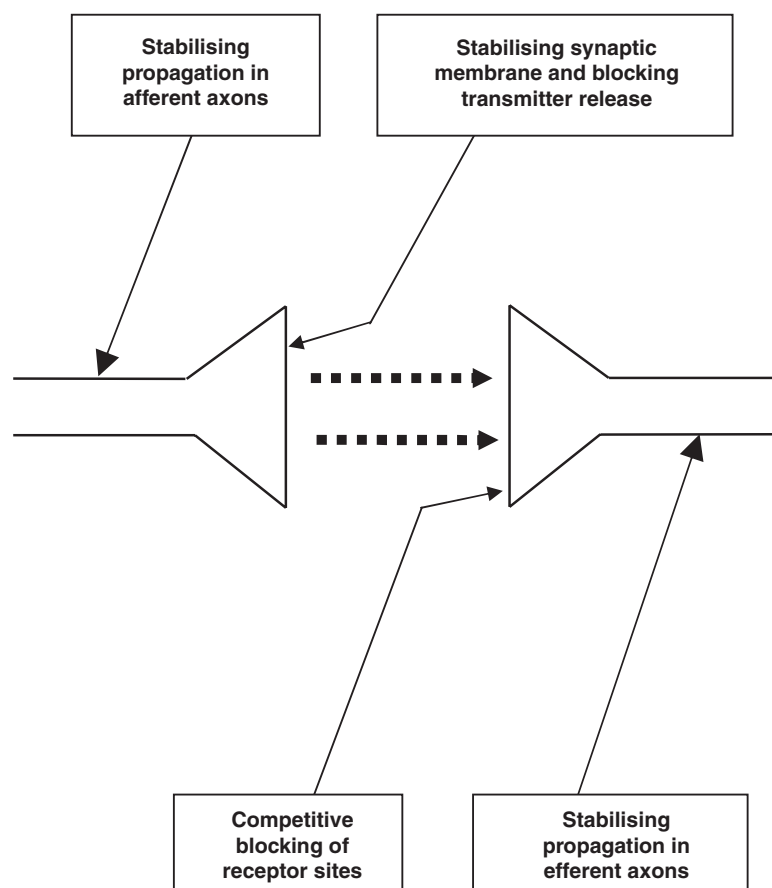 Stabilising
propagation in
afferent axons
Stabilising synaptic
membrane and blocking
transmitter release
Competitive
blocking of
receptor sites
Stabilising
propagation in
efferent axons